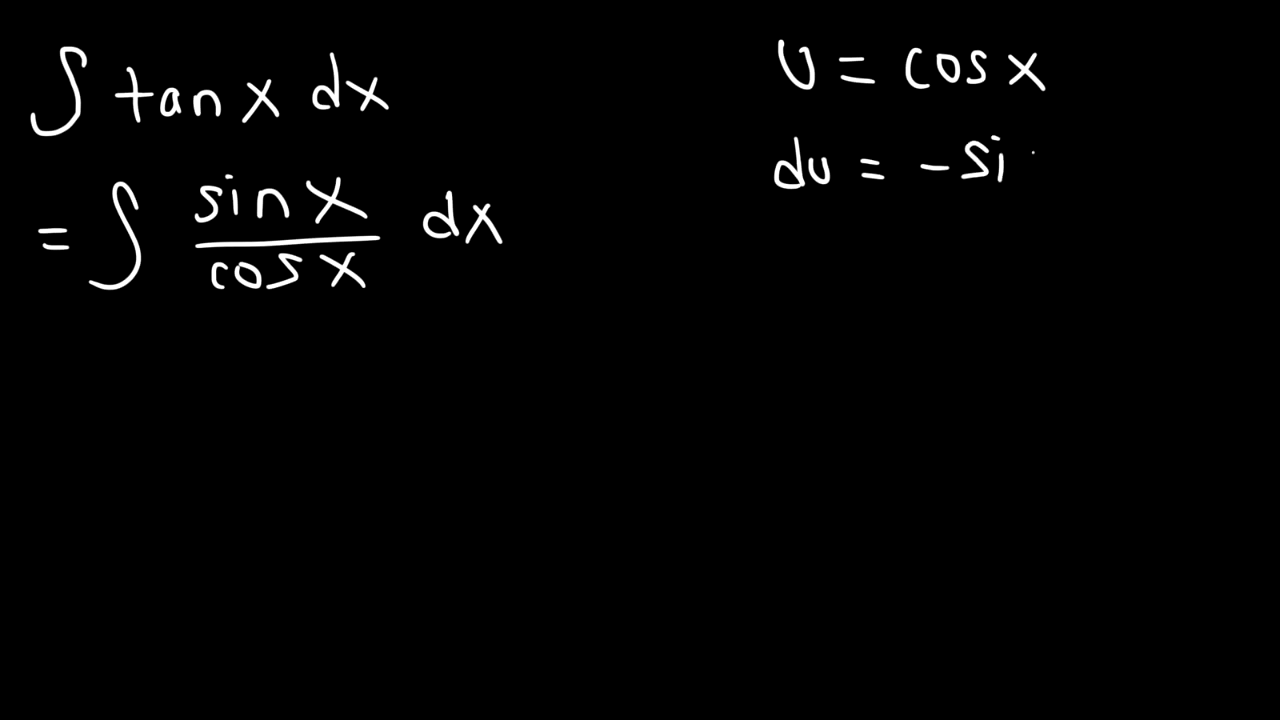 ∫ tan x dx
= ∫ sin x / cos x dx
u = cos x
du = -si